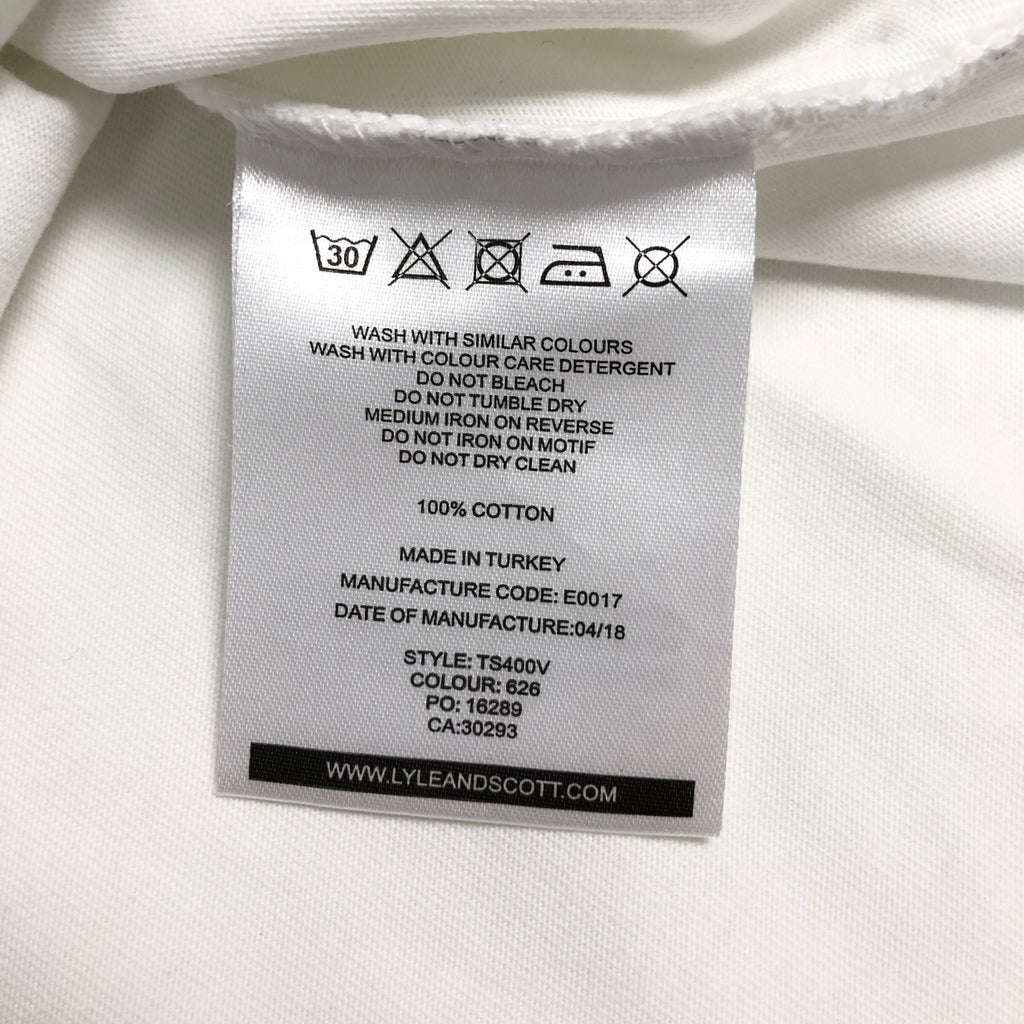 30
WASH WITH SIMILAR COLOURS
WASH WITH COLOUR CARE DETERGENT
DO NOT BLEACH
DO NOT TUMBLE DRY
MEDIUM IRON ON REVERSE
DO NOT IRON ON MOTIF
DO NOT DRY CLEAN
100% COTTON
MADE IN TURKEY
MANUFACTURE CODE: E0017
DATE OF MANUFACTURE:04/18
STYLE: TS400V
COLOUR: 626
PO: 16289
CA:30293
WWW.LYLEANDSCOTT.COM